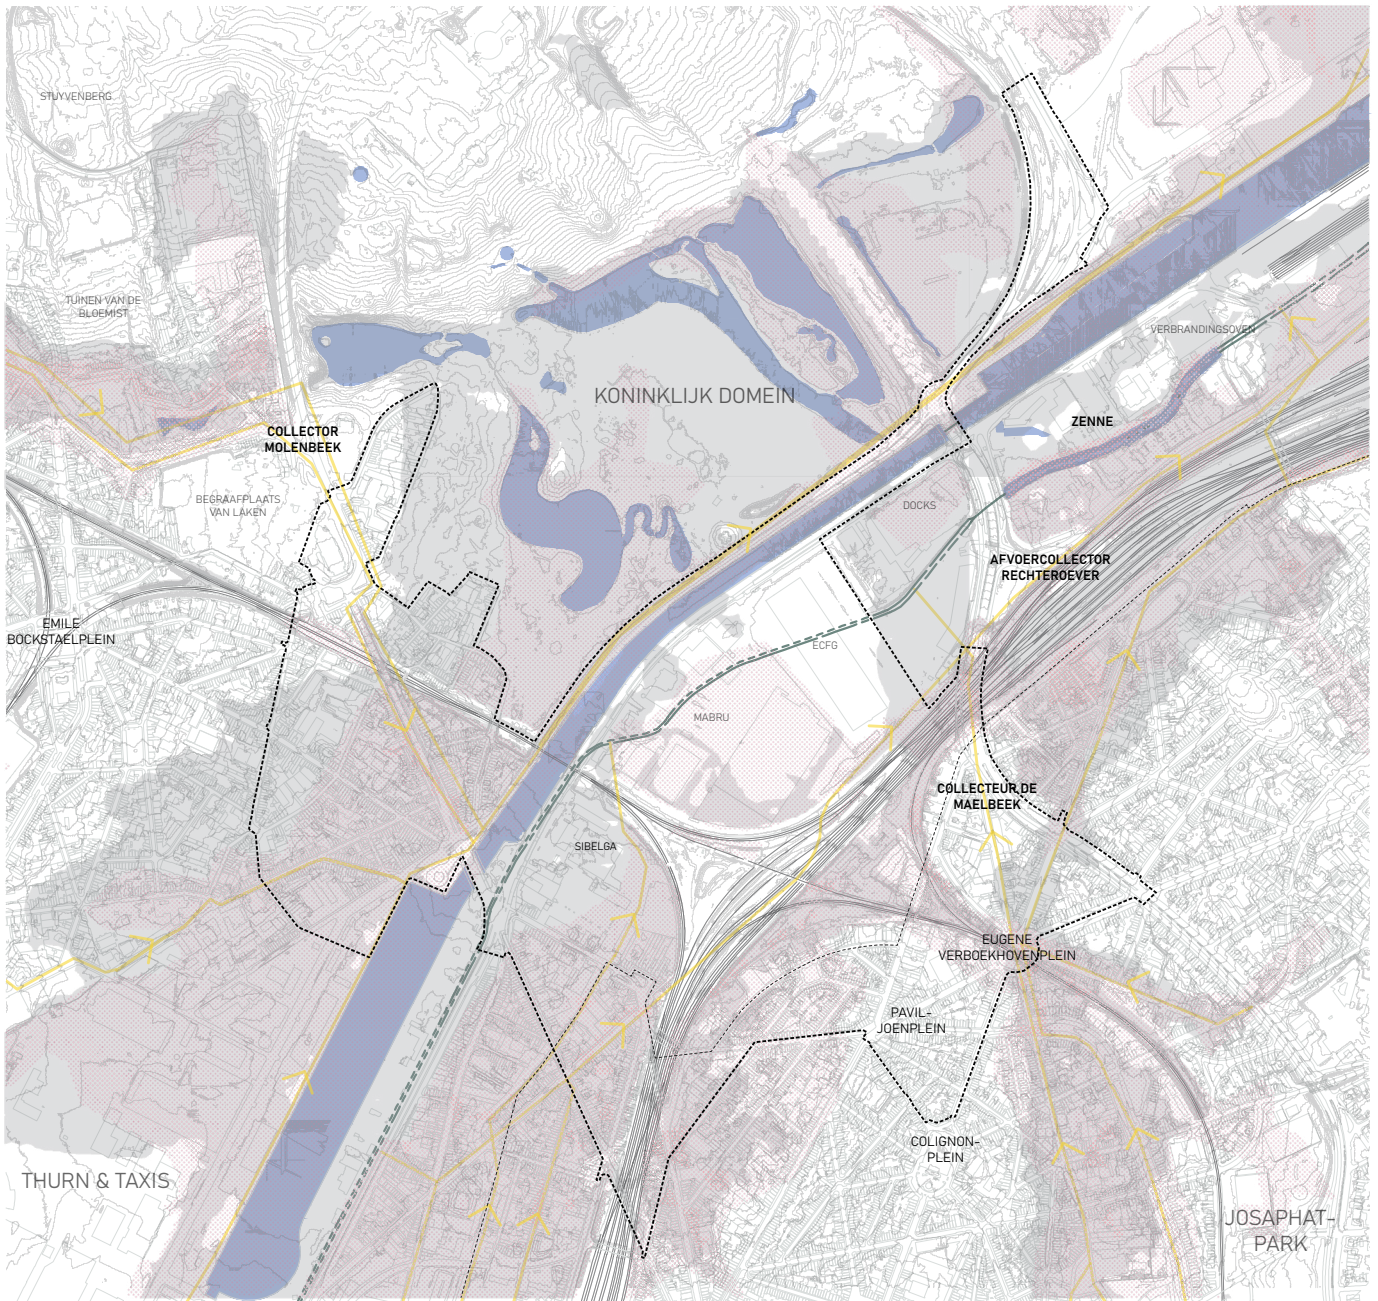 STUYVENBERG
TUINEN VAN DE
BLOEMIST
VERBRANDINGSOVEN
KONINKLIJK DOMEIN
ZENNE
COLLECTOR
MOLENBEEK
BEGRAAFPLAATS
VAN LAKEN
DOCKS
AFVOERCOLLECTOR
RECHTEROEVER
EMILE
BOCKSTAELPLEIN
ECFG
MABRU
COLLECTEUR DE
MAELBEEK
SIBELGA
EUGENE
VERBOEKHOVENPLEIN
PAVIL-
JOENPLEIN
COLIGNON-
PLEIN
THURN & TAXIS
JOSAPHAT-
PARK